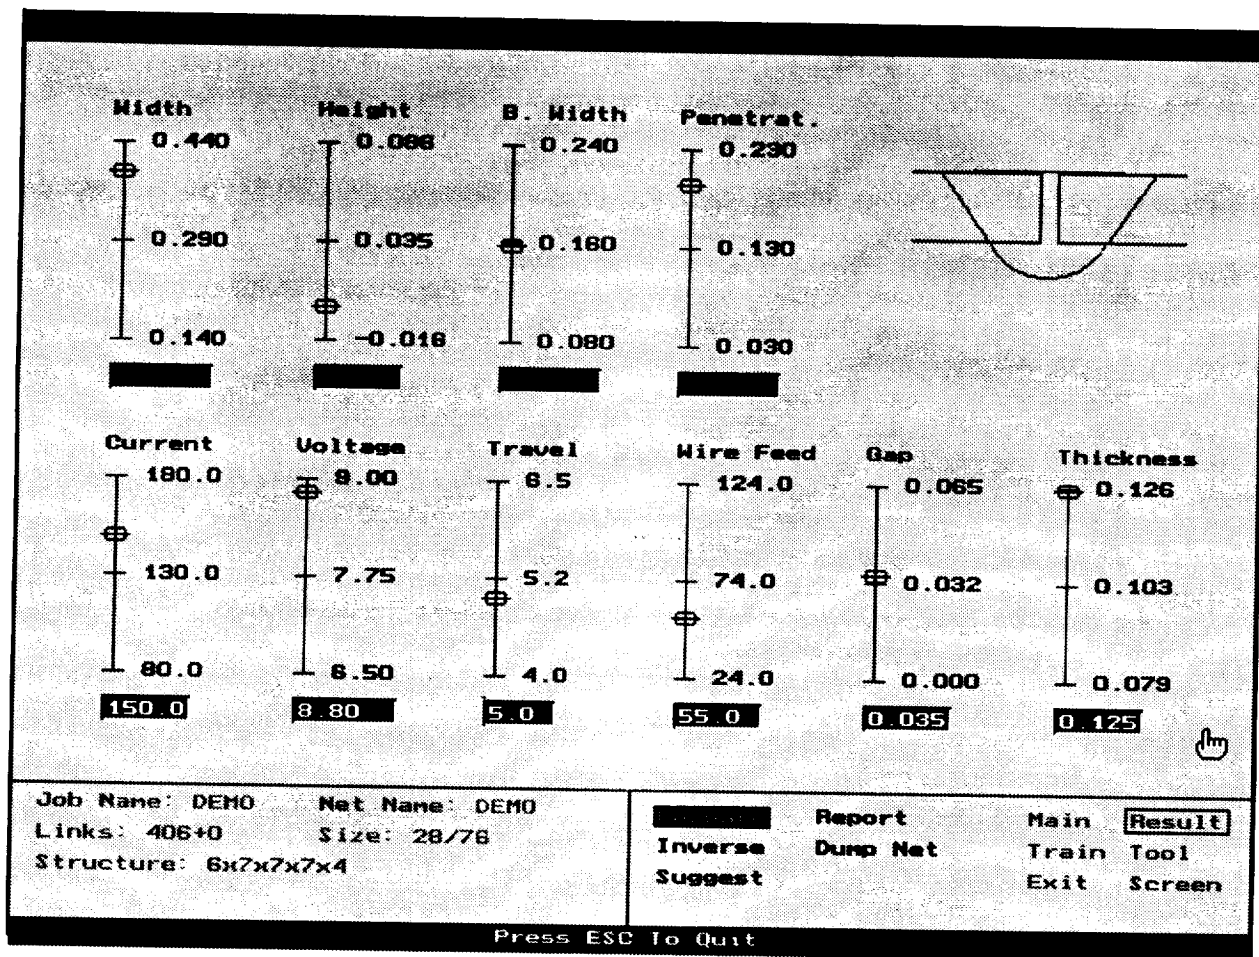 Width Height B. Width Penetrat.
0.440 0.086 0.240 0.230
0.290 0.035 0.160 0.130
0.140 -0.016 0.080 0.030
Current Voltage Travel Wire Feed Gap Thickness
180.0 9.00 6.5 124.0 0.065 0.126
130.0 7.75 5.2 74.0 0.032 0.103
80.0 6.50 4.0 24.0 0.000 0.079
150.0 8.80 5.0 55.0 0.035 0.125
Job Name: DEMO Net Name: DEMO
Links: 406+0 Size: 28/76
Structure: 6x7x7x7x4
Report Main Result
Inverse Dump Net Train Tool
Suggest Exit Screen
Press ESC To Quit